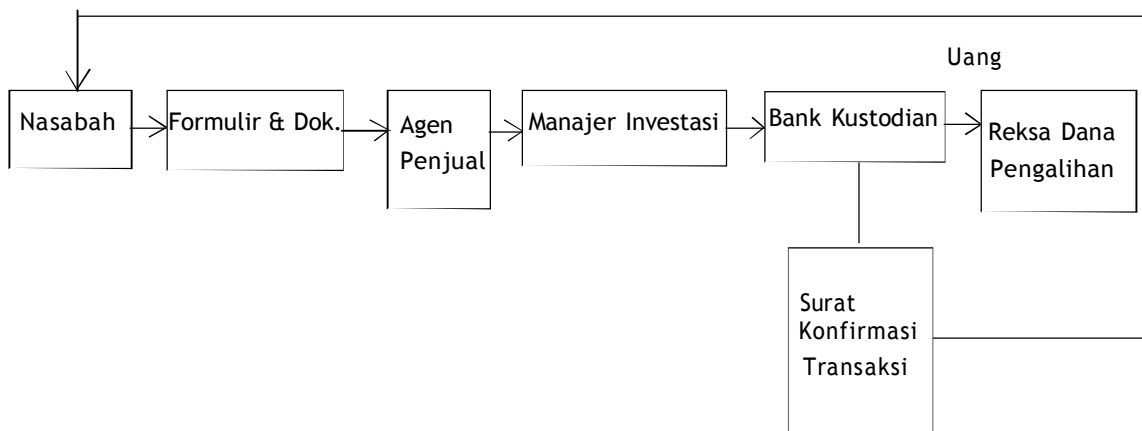 Uang
Nasabah
Formulir & Dok.
Agen
Penjual
Manajer Investasi
Bank Kustodian
Reksa Dana
Pengalihan
Surat
Konfirmasi
Transaksi